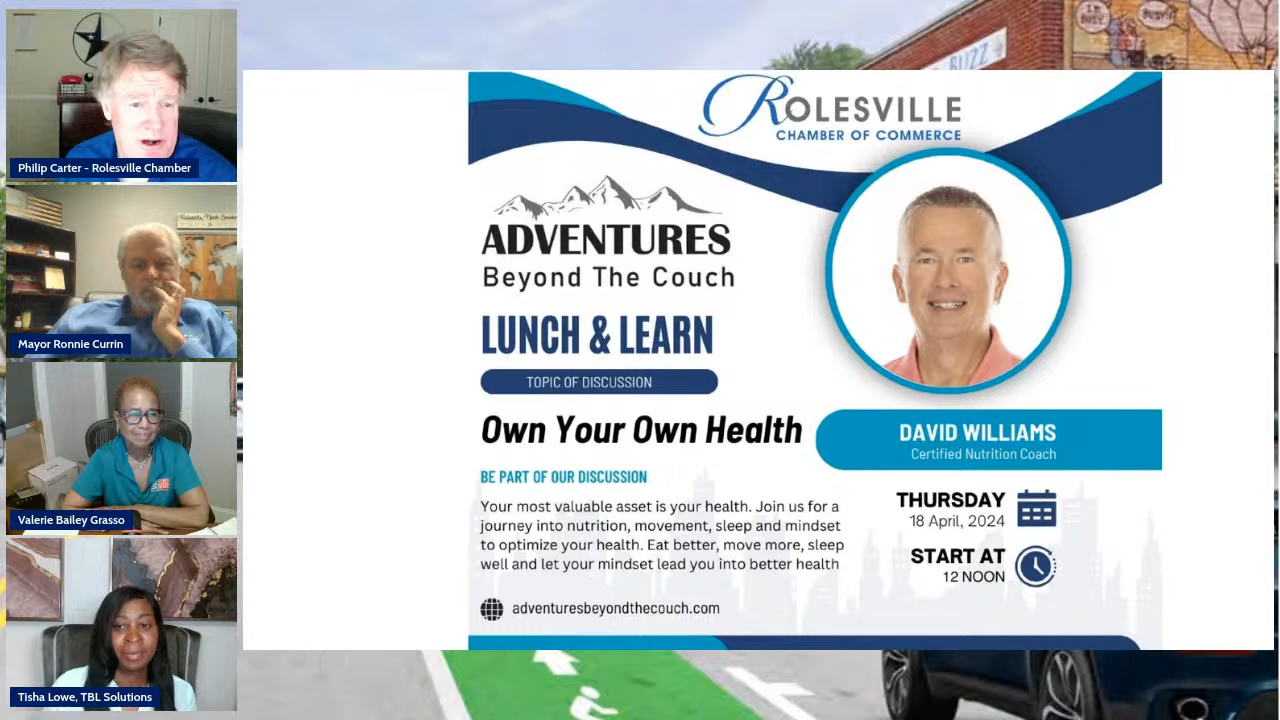 Philip Carter - Rolesville Chamber
Mayor Ronnie Currin
Valerie Bailey Grasso
Tisha Lowe, TBL Solutions
BUZZ
I'M
BUSY
ROLESVILLE
CHAMBER OF COMMERCE
ADVENTURES
Beyond The Couch
LUNCH & LEARN
TOPIC OF DISCUSSION
Own Your Own Health
BE PART OF OUR DISCUSSION
Your most valuable asset is your health. Join us for a
journey into nutrition, movement, sleep and mindset
to optimize your health. Eat better, move more, sleep
well and let your mindset lead you into better health
adventuresbeyondthecouch.com
DAVID WILLIAMS
Certified Nutrition Coach
THURSDAY
18 April, 2024
START AT
12 NOON